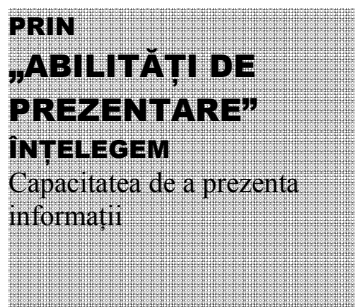 PRIN
„ABILITĂȚI DE
PREZENTARE”
ÎNȚELEGEM
Capacitatea de a prezenta
informații